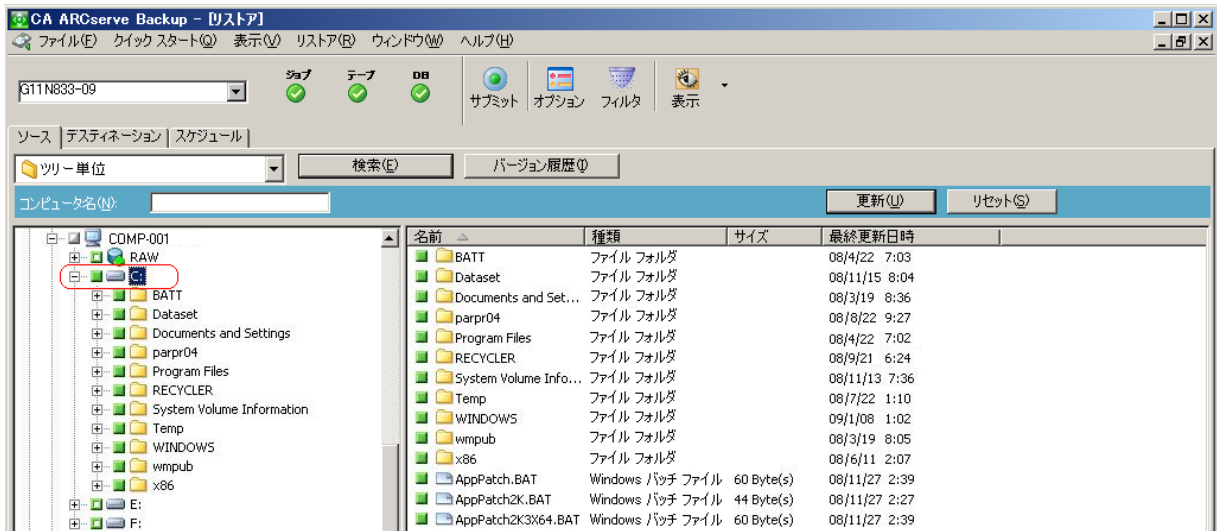 CA ARCserve Backup - [リストア]
ファイル(F) クイック スタート(Q) 表示(V) リストア(R) ウィンドウ(W) ヘルプ(H)
G11N833-09 ジョブ テープ DB サブミット オプション フィルタ 表示
ソース デスティネーション スケジュール
ツリー単位 検索(E) バージョン履歴(I)
コンピュータ名(N): 更新(U) リセット(S)
COMP-001
RAW
C:
BATT
Dataset
Documents and Settings
parpr04
Program Files
RECYCLER
System Volume Information
Temp
WINDOWS
wmpub
x86
E:
F:
名前 種類 サイズ 最終更新日時
BATT ファイル フォルダ 08/4/22 7:03
Dataset ファイル フォルダ 08/11/15 8:04
Documents and Set... ファイル フォルダ 08/3/19 8:36
parpr04 ファイル フォルダ 08/8/22 9:27
Program Files ファイル フォルダ 08/4/22 7:02
RECYCLER ファイル フォルダ 08/9/21 6:24
System Volume Info... ファイル フォルダ 08/11/13 7:36
Temp ファイル フォルダ 08/7/22 1:10
WINDOWS ファイル フォルダ 09/1/08 1:02
wmpub ファイル フォルダ 08/3/19 8:05
x86 ファイル フォルダ 08/6/11 2:07
AppPatch.BAT Windows バッチ ファイル 60 Byte(s) 08/11/27 2:39
AppPatch2K.BAT Windows バッチ ファイル 44 Byte(s) 08/11/27 2:27
AppPatch2K3X64.BAT Windows バッチ ファイル 60 Byte(s) 08/11/27 2:39